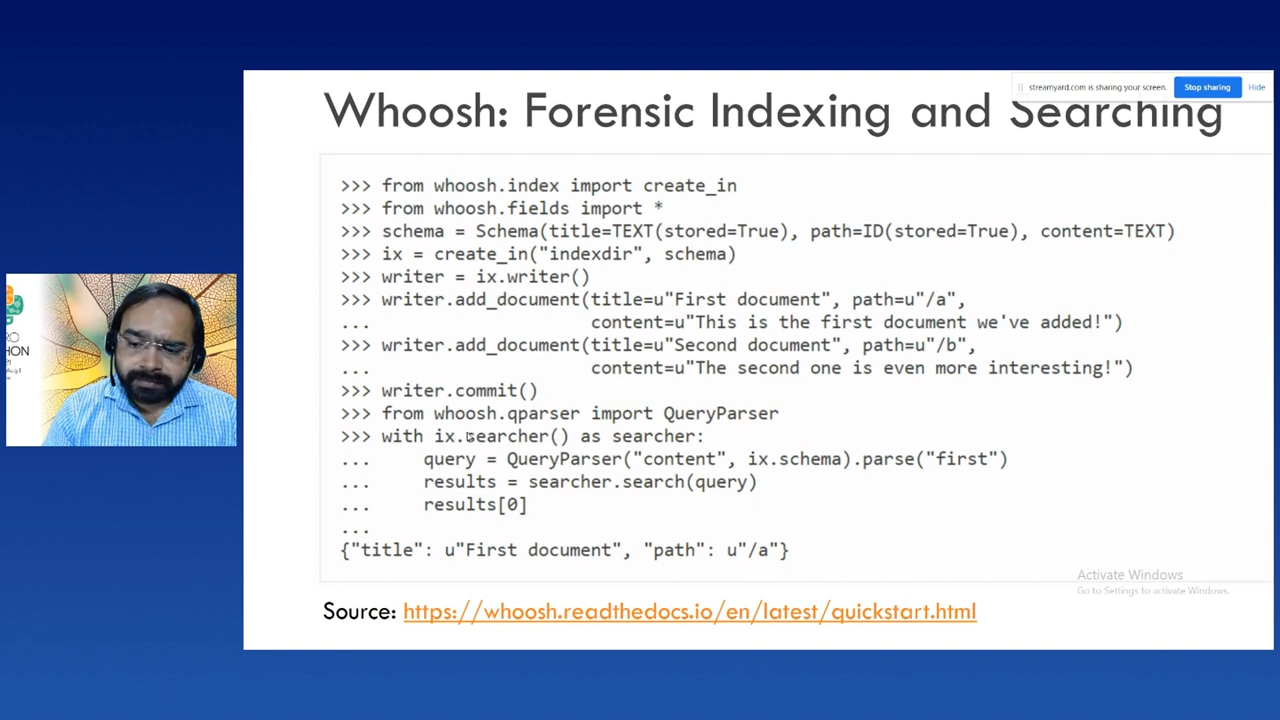 streamyard.com is sharing your screen.
Stop sharing
Hide
Whoosh: Forensic Indexing and Searching
>>> from whoosh.index import create_in
>>> from whoosh.fields import *
>>> schema = Schema(title=TEXT(stored=True), path=ID(stored=True), content=TEXT)
>>> ix = create_in("indexdir", schema)
>>> writer = ix.writer()
>>> writer.add_document(title=u"First document", path=u"/a",
...                     content=u"This is the first document we've added!")
>>> writer.add_document(title=u"Second document", path=u"/b",
...                     content=u"The second one is even more interesting!")
>>> writer.commit()
>>> from whoosh.qparser import QueryParser
>>> with ix.searcher() as searcher:
...     query = QueryParser("content", ix.schema).parse("first")
...     results = searcher.search(query)
...     results[0]
...
{"title": u"First document", "path": u"/a"}
Activate Windows
Go to Settings to activate Windows.
Source: https://whoosh.readthedocs.io/en/latest/quickstart.html